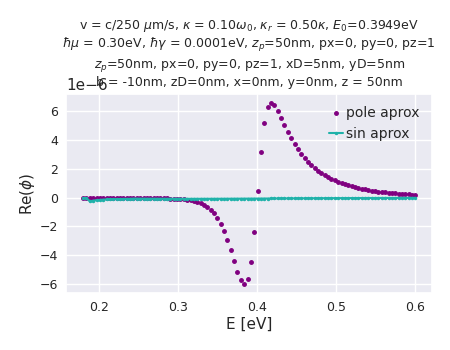 v = c/250 μm/s, κ = 0.10ω₀, κᵣ = 0.50κ, E₀=0.3949eV
ħμ = 0.30eV, ħγ = 0.0001eV, zₚ=50nm, px=0, py=0, pz=1
zₚ=50nm, px=0, py=0, pz=1, xD=5nm, yD=5nm
b = -10nm, zD=0nm, x=0nm, y=0nm, z = 50nm
1e−6
pole aprox
sin aprox
6
4
2
0
−2
−4
−6
Re(ϕ)
0.2
0.3
0.4
0.5
0.6
E [eV]